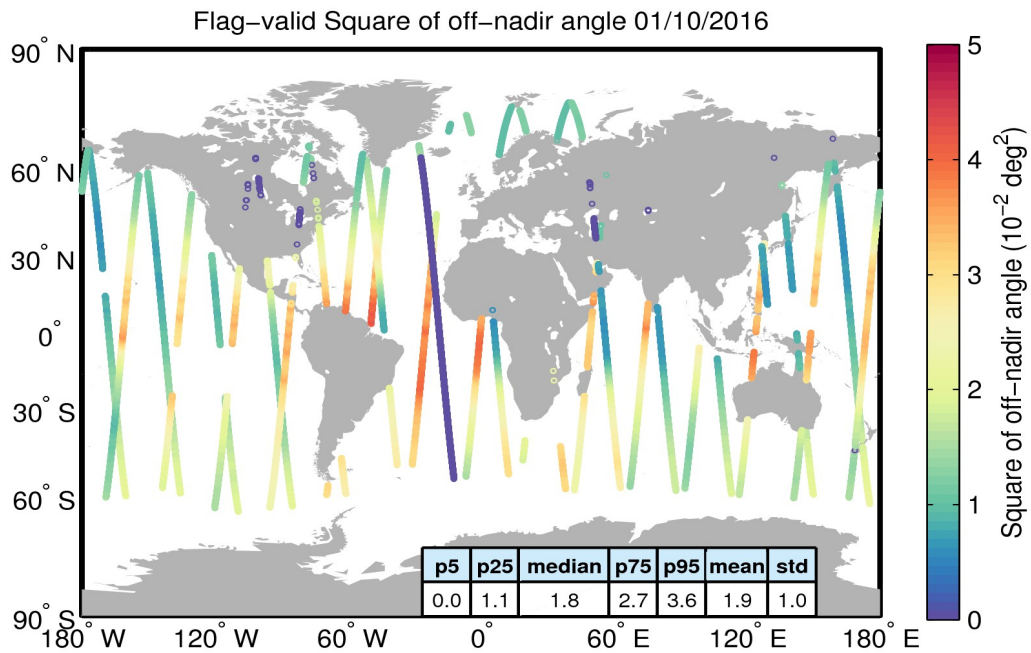 Flag−valid Square of off−nadir angle 01/10/2016
90° N
60° N
30° N
0°
30° S
60° S
90° S
180° W
120° W
60° W
0°
60° E
120° E
180° E
p5 p25 median p75 p95 mean std
0.0 1.1 1.8 2.7 3.6 1.9 1.0
5
4
3
2
1
0
Square of off−nadir angle (10⁻² deg²)